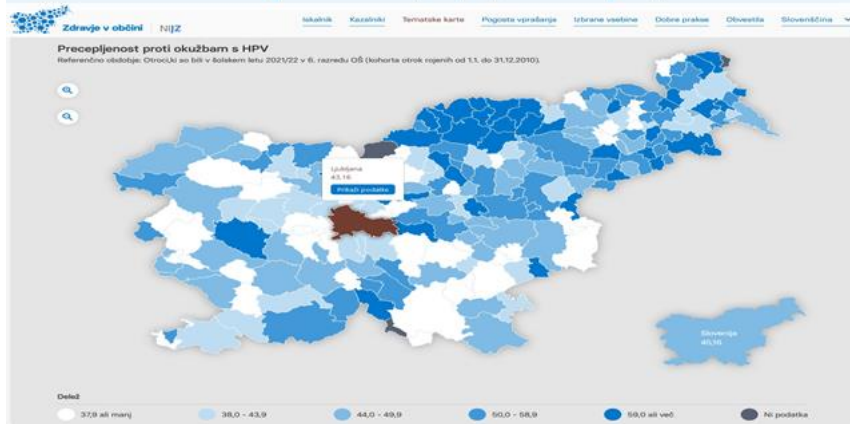 Zdravje v občini NIJZ
Iskalnik Kazalniki Tematske karte Pogosta vprašanja Izbrane vsebine Dobre prakse Obvestila Slovenščina
Precepljenost proti okužbam s HPV
Referenčno obdobje: Otroci,ki so bili v šolskem letu 2021/22 v 6. razredu OŠ (kohorta otrok rojenih od 1.1. do 31.12.2010).
Ljubljana
43,16
Prikaži podatke
Slovenija
Delež
37,9 ali manj
38,0 - 43,9
44,0 - 49,9
50,0 - 58,9
59,0 ali več
Ni podatka